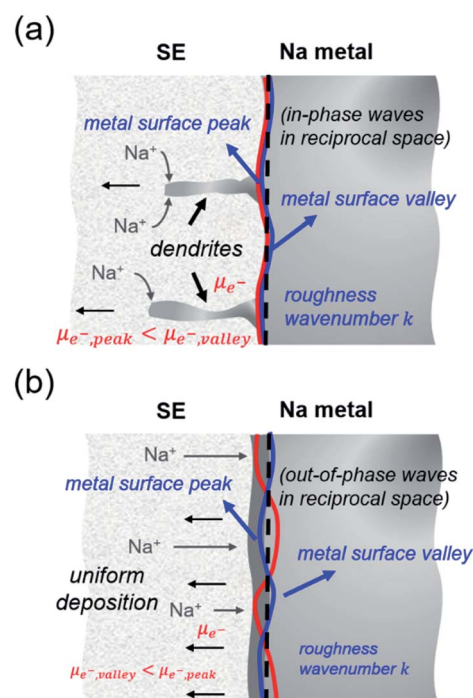 (a)
SE Na metal
(in-phase waves
in reciprocal space)
metal surface peak
Na⁺
metal surface valley
Na⁺
dendrites
Na⁺
μₑ⁻
roughness
wavenumber k
μₑ⁻,peak < μₑ⁻,valley
(b)
SE Na metal
Na⁺
(out-of-phase waves
in reciprocal space)
metal surface peak
Na⁺
metal surface valley
uniform
deposition
Na⁺
μₑ⁻
roughness
wavenumber k
μₑ⁻,valley < μₑ⁻,peak